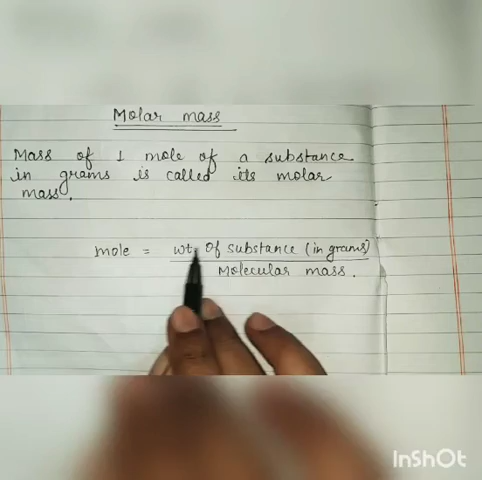 Molar mass
Mass of 1 mole of a substance
in grams is called its molar
mass.
mole = wt. of substance (in grams)
Molecular mass.
InShOt